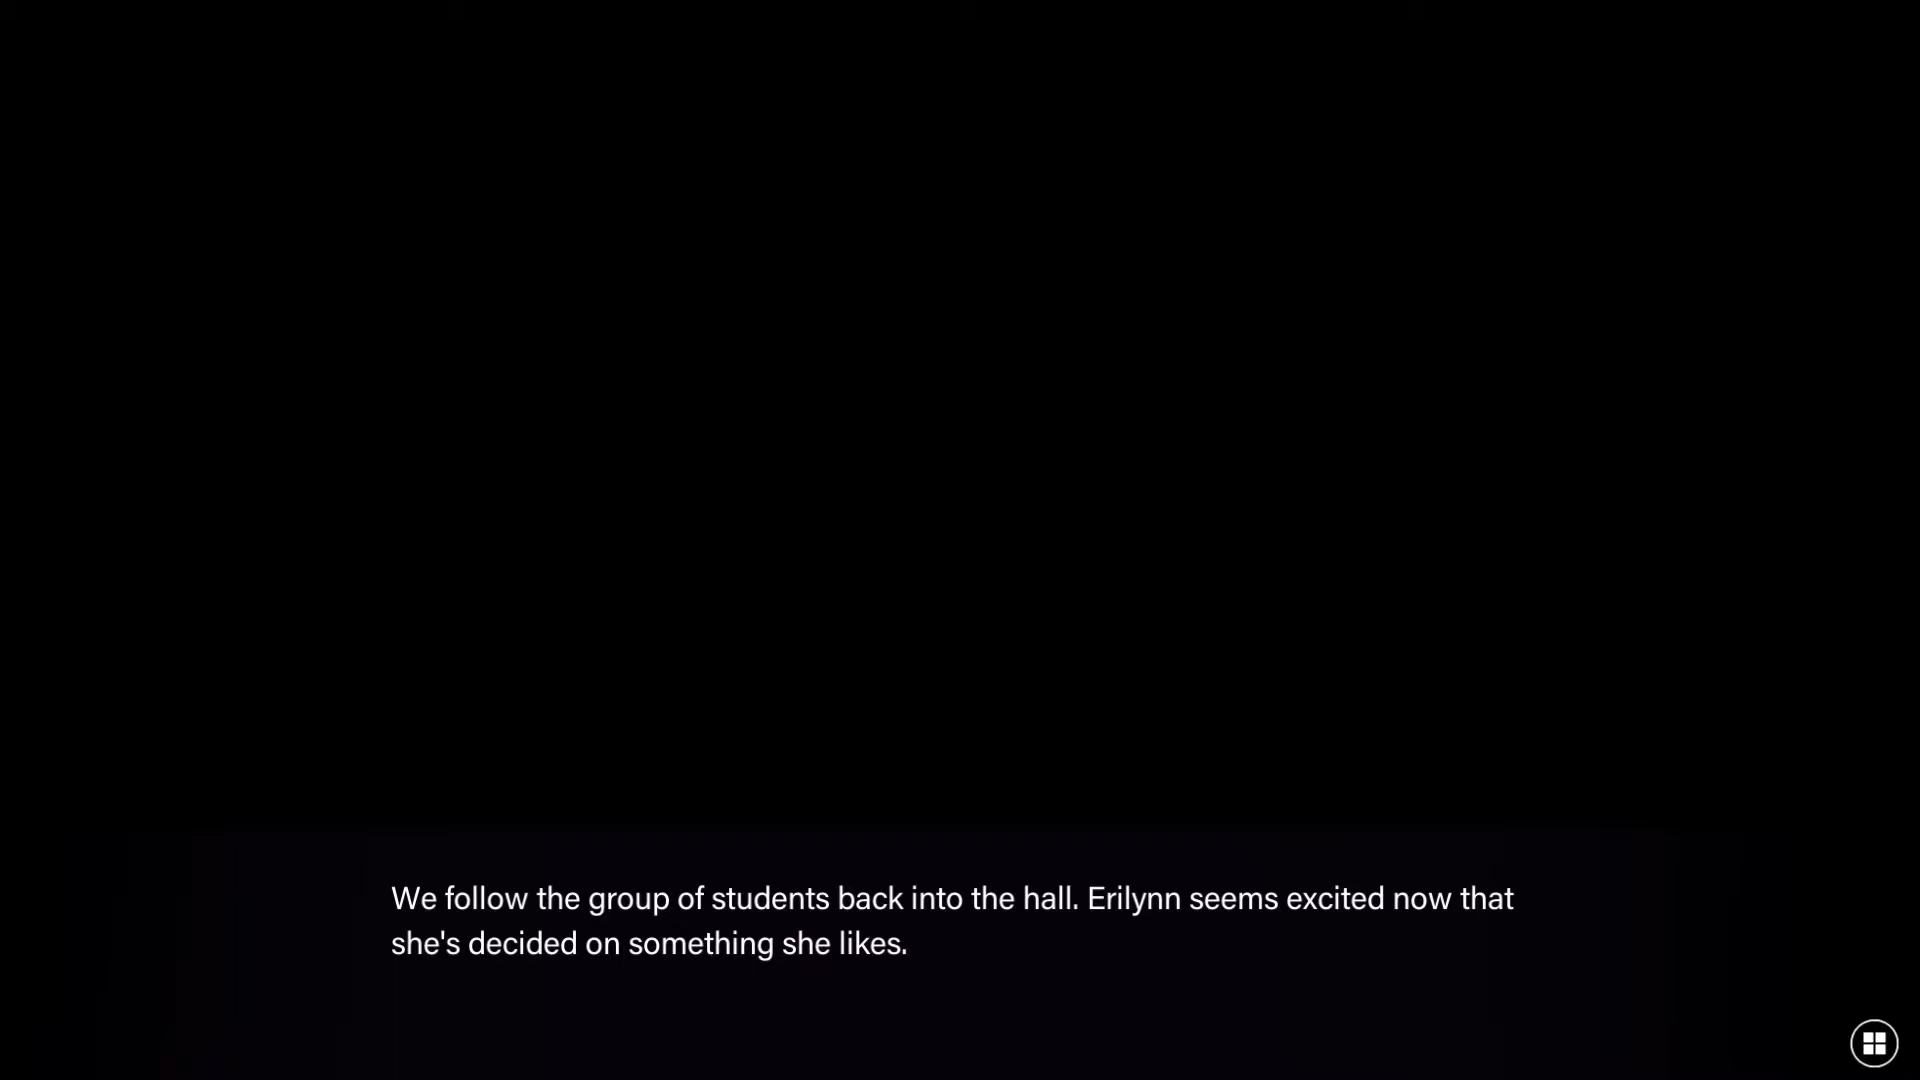 We follow the group of students back into the hall. Erilynn seems excited now that
she's decided on something she likes.